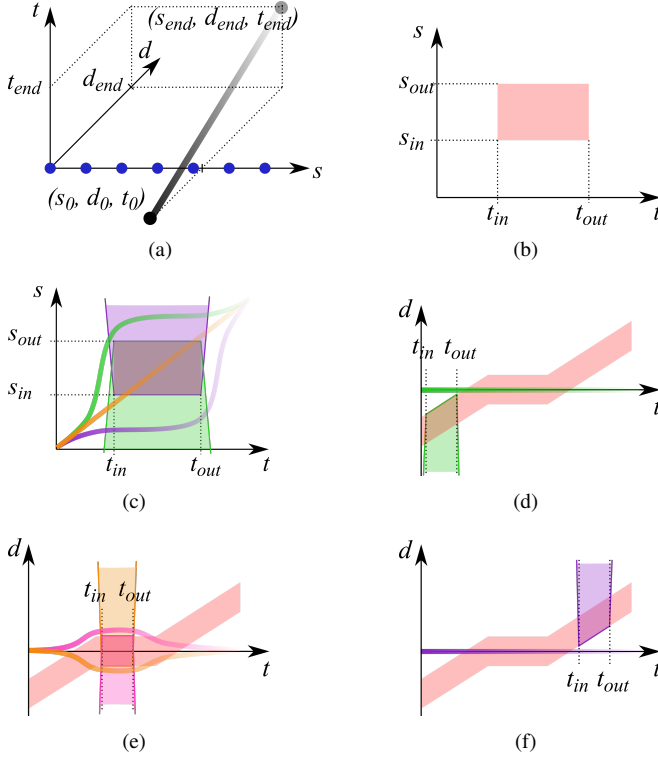 t
(s_end, d_end, t_end)
d
t_end
d_end
s
(s_0, d_0, t_0)
(a)
s
s_out
s_in
t_in
t_out
t
(b)
s
s_out
s_in
t_in
t_out
t
(c)
d
t_in
t_out
t
(d)
d
t_in
t_out
t
(e)
d
t_in
t_out
t
(f)